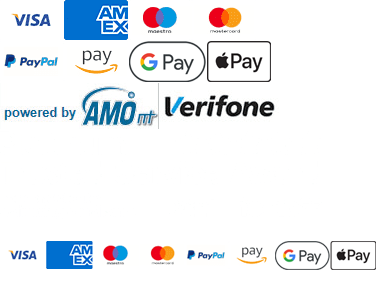 VISA AM EX maestro mastercard
PayPal pay G Pay Pay
powered by AMO mt Verifone
VISA AM EX maestro mastercard PayPal pay G Pay Pay